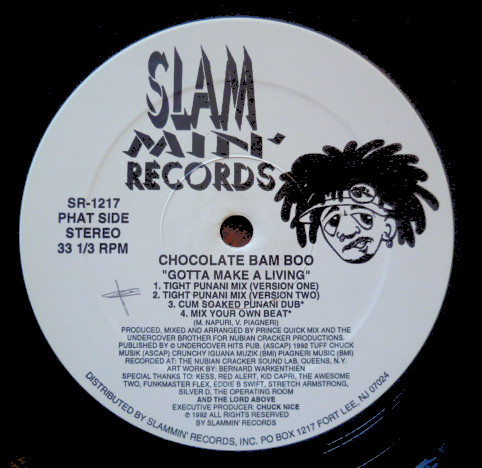 SLAM
MIN'
RECORDS
SR-1217
PHAT SIDE
STEREO
33 1/3 RPM
CHOCOLATE BAM BOO
"GOTTA MAKE A LIVING"
1. TIGHT PUNANI MIX (VERSION ONE)
2. TIGHT PUNANI MIX (VERSION TWO)
3. CUM SOAKED PUNANI DUB*
4. MIX YOUR OWN BEAT*
(M. NAPURI, V. PIAGNERI)
PRODUCED, MIXED AND ARRANGED BY PRINCE QUICK MIX AND THE
UNDERCOVER BROTHER FOR NUBIAN CRACKER PRODUCTIONS.
PUBLISHED BY © UNDERCOVER HITS PUB. (ASCAP) 1992 TUFF CHUCK
MUSIK (ASCAP) CRUNCHY IGUANA MUZIK (BMI) PIAGNERI MUSIC (BMI)
RECORDED AT: THE NUBIAN CRACKER SOUND LAB, QUEENS, N.Y.
ART WORK BY: BERNARD WARKENTHIEN
SPECIAL THANKS TO: KESS, RED ALERT, KID CAPRI, THE AWESOME
TWO, FUNKMASTER FLEX, EDDIE B SWIFT, STRETCH ARMSTRONG,
SILVER D, THE OPERATING ROOM
AND THE LORD ABOVE
EXECUTIVE PRODUCER: CHUCK NICE
© 1992 ALL RIGHTS RESERVED
BY SLAMMIN' RECORDS
DISTRIBUTED BY SLAMMIN' RECORDS, INC. PO BOX 1217 FORT LEE, NJ 07024